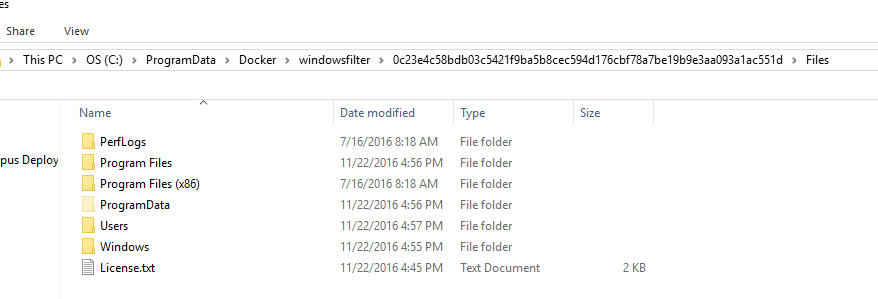 Share View
This PC OS (C:) ProgramData Docker windowsfilter 0c23e4c58bdb03c5421f9ba5b8cec594d176cbf78a7be19b9e3aa093a1ac551d Files
Name Date modified Type Size
PerfLogs 7/16/2016 8:18 AM File folder
pus Deploy Program Files 11/22/2016 4:56 PM File folder
Program Files (x86) 7/16/2016 8:18 AM File folder
ProgramData 11/22/2016 4:56 PM File folder
Users 11/22/2016 4:57 PM File folder
Windows 11/22/2016 4:55 PM File folder
License.txt 11/22/2016 4:45 PM Text Document 2 KB